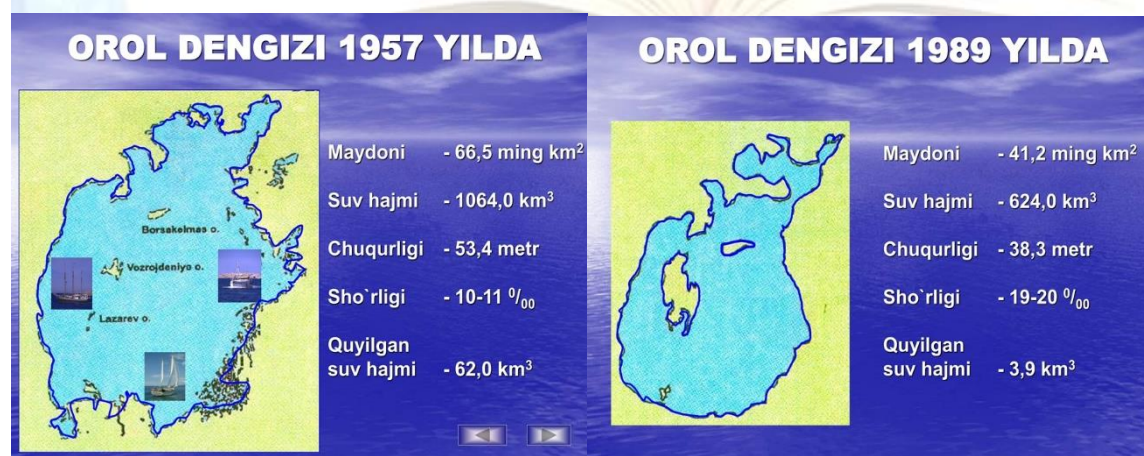 OROL DENGIZI 1957 YILDA
Borsakelmas o.
Vozrojdeniye o.
Lazarev o.
Maydoni - 66,5 ming km²
Suv hajmi - 1064,0 km³
Chuqurligi - 53,4 metr
Sho`rligi - 10-11 ⁰/₀₀
Quyilgan
suv hajmi - 62,0 km³
OROL DENGIZI 1989 YILDA
Maydoni - 41,2 ming km²
Suv hajmi - 624,0 km³
Chuqurligi - 38,3 metr
Sho`rligi - 19-20 ⁰/₀₀
Quyilgan
suv hajmi - 3,9 km³